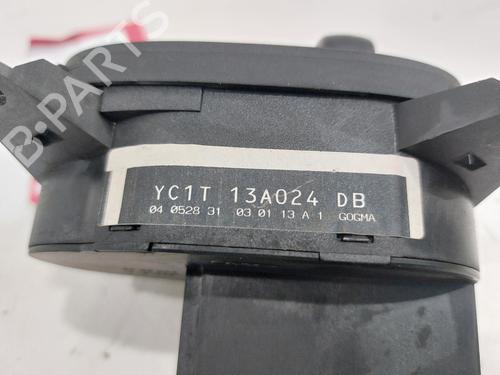 B-PARTS
YC1T 13A024 DB
04 0528 31 03 01 13 A 1 GOGMA